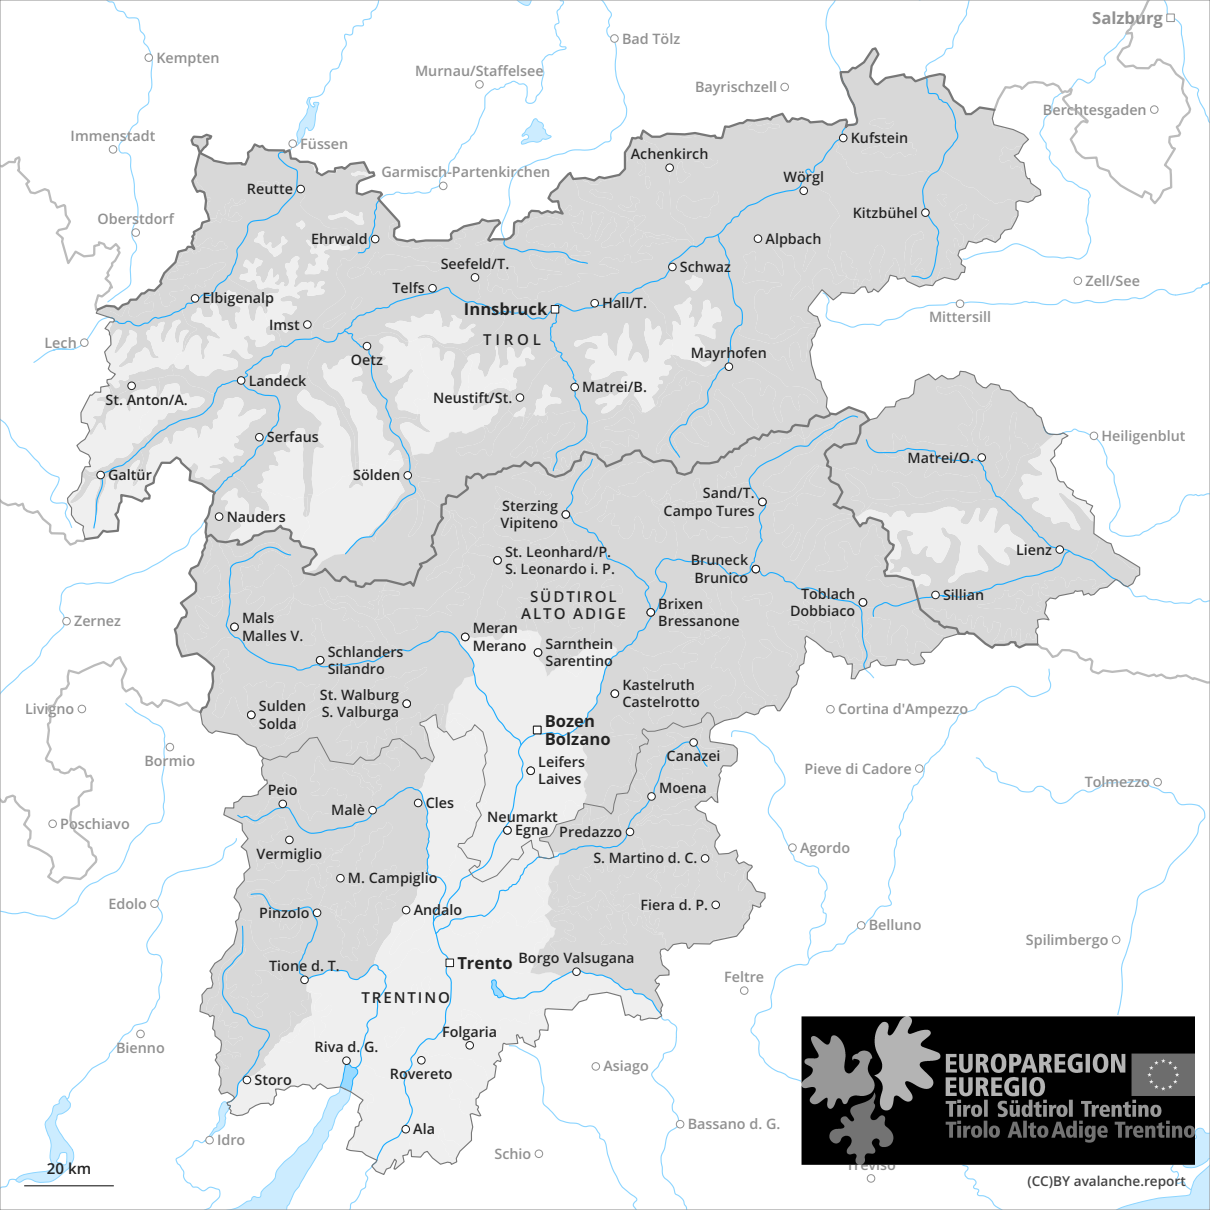 Salzburg
Bad Tölz
Kempten
Murnau/Staffelsee
Bayrischzell
Berchtesgaden
Immenstadt
Füssen
Kufstein
Achenkirch
Garmisch-Partenkirchen
Wörgl
Reutte
Oberstdorf
Kitzbühel
Ehrwald
Alpbach
Seefeld/T.
Schwaz
Zell/See
Telfs
Elbigenalp
Hall/T.
Innsbruck
Mittersill
Imst
TIROL
Lech
Mayrhofen
Oetz
Landeck
Matrei/B.
St. Anton/A.
Neustift/St.
Serfaus
Heiligenblut
Matrei/O.
Galtür
Sölden
Sand/T.
Campo Tures
Sterzing
Vipiteno
Nauders
Lienz
St. Leonhard/P.
S. Leonardo i. P.
Bruneck
Brunico
SÜDTIROL
ALTO ADIGE
Toblach
Dobbiaco
Sillian
Brixen
Bressanone
Zernez
Mals
Malles V.
Meran
Merano
Sarnthein
Sarentino
Schlanders
Silandro
Kastelruth
Castelrotto
St. Walburg
S. Valburga
Livigno
Sulden
Solda
Cortina d'Ampezzo
Bozen
Bolzano
Bormio
Canazei
Leifers
Laives
Pieve di Cadore
Tolmezzo
Peio
Moena
Malè
Cles
Neumarkt
Egna
Poschiavo
Predazzo
Vermiglio
Agordo
S. Martino d. C.
M. Campiglio
Edolo
Pinzolo
Andalo
Fiera d. P.
Belluno
Spilimbergo
Trento
Borgo Valsugana
Tione d. T.
Feltre
TRENTINO
Folgaria
Bienno
Riva d. G.
Rovereto
Asiago
Storo
EUROPAREGION
EUREGIO
Tirol Südtirol Trentino
Tirolo Alto Adige Trentino
Ala
Bassano d. G.
Idro
Schio
Treviso
20 km
(CC)BY avalanche.report